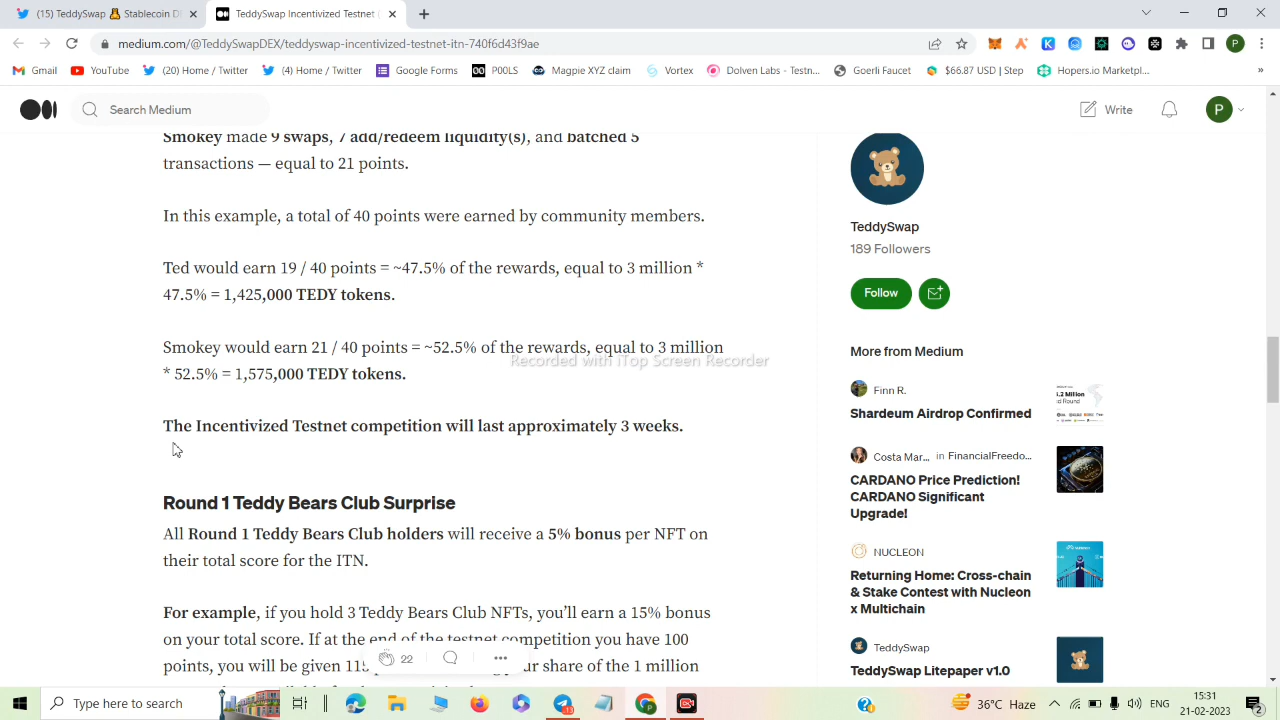 (15) TeddySwap 🧸 Stablecoin D
TeddySwap Incentivized Testnet (
medium.com/@TeddySwapDEX/teddyswap-incentivized-testnet-itn-740f6d43f9ae
Gmail
YouTube
(20) Home / Twitter
(4) Home / Twitter
Google Forms
P00LS
Magpie XYZ claim
Vortex
Dolven Labs - Testn...
Goerli Faucet
$66.87 USD | Step
Hopers.io Marketpl...
Search Medium
Write
P
Smokey made 9 swaps, 7 add/redeem liquidity(s), and batched 5
transactions — equal to 21 points.
In this example, a total of 40 points were earned by community members.
Ted would earn 19 / 40 points = ~47.5% of the rewards, equal to 3 million *
47.5% = 1,425,000 TEDY tokens.
Smokey would earn 21 / 40 points = ~52.5% of the rewards, equal to 3 million
* 52.5% = 1,575,000 TEDY tokens.
Recorded with iTop Screen Recorder
The Incentivized Testnet competition will last approximately 3 weeks.
Round 1 Teddy Bears Club Surprise
All Round 1 Teddy Bears Club holders will receive a 5% bonus per NFT on
their total score for the ITN.
For example, if you hold 3 Teddy Bears Club NFTs, you'll earn a 15% bonus
on your total score. If at the end of the testnet competition you have 100
points, you will be given 115
ur share of the 1 million
22
TeddySwap
189 Followers
Follow
More from Medium
Finn R.
Shardeum Airdrop Confirmed
Costa Mar... in FinancialFreedo...
CARDANO Price Prediction!
CARDANO Significant
Upgrade!
NUCLEON
Returning Home: Cross-chain
& Stake Contest with Nucleon
x Multichain
TeddySwap
TeddySwap Litepaper v1.0
Type here to search
36°C Haze
ENG
15:31
21-02-2023
2